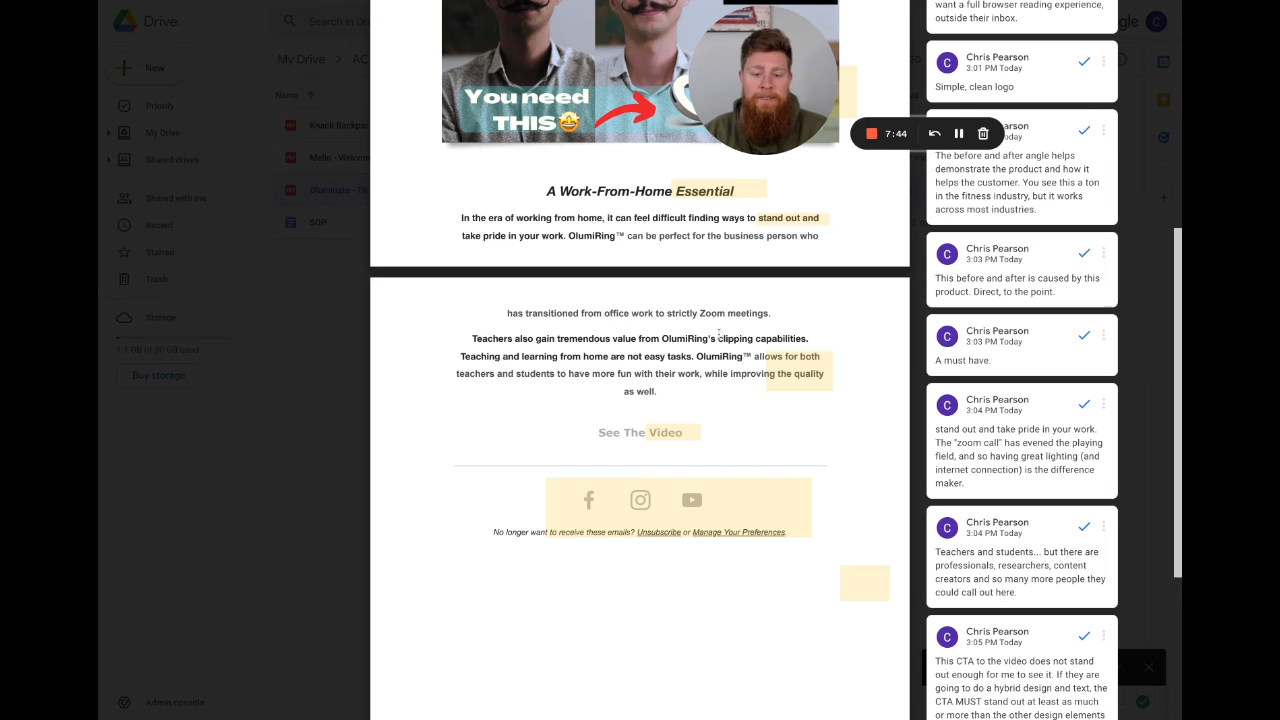 Drive
Search in Dri
New
Priority
My Drive
Shared drives
Shared with me
Recent
Starred
Trash
Storage
1.1 GB of 30 GB used
Buy storage
Admin console
My Drive
Name
Knack Backpa
SOP
You need
THIS🤩
A Work-From-Home Essential
In the era of working from home, it can feel difficult finding ways to stand out and
take pride in your work. OlumiRing™ can be perfect for the business person who
has transitioned from office work to strictly Zoom meetings.
Teachers also gain tremendous value from OlumiRing's clipping capabilities.
Teaching and learning from home are not easy tasks. OlumiRing™ allows for both
teachers and students to have more fun with their work, while improving the quality
as well.
See The Video
No longer want to receive these emails? Unsubscribe or Manage Your Preferences.
7:44
want a full browser reading experience,
outside their inbox.
C
Chris Pearson
3:01 PM Today
Simple, clean logo
The before and after angle helps
demonstrate the product and how it
helps the customer. You see this a ton
in the fitness industry, but it works
across most industries.
C
Chris Pearson
3:03 PM Today
This before and after is caused by this
product. Direct, to the point.
C
Chris Pearson
3:03 PM Today
A must have.
C
Chris Pearson
3:04 PM Today
stand out and take pride in your work.
The "zoom call" has evened the playing
field, and so having great lighting (and
internet connection) is the difference
maker.
C
Chris Pearson
3:04 PM Today
Teachers and students... but there are
professionals, researchers, content
creators and so many more people they
could call out here.
C
Chris Pearson
3:05 PM Today
This CTA to the video does not stand
out enough for me to see it. If they are
going to do a hybrid design and text, the
CTA MUST stand out at least as much
or more than the other design elements